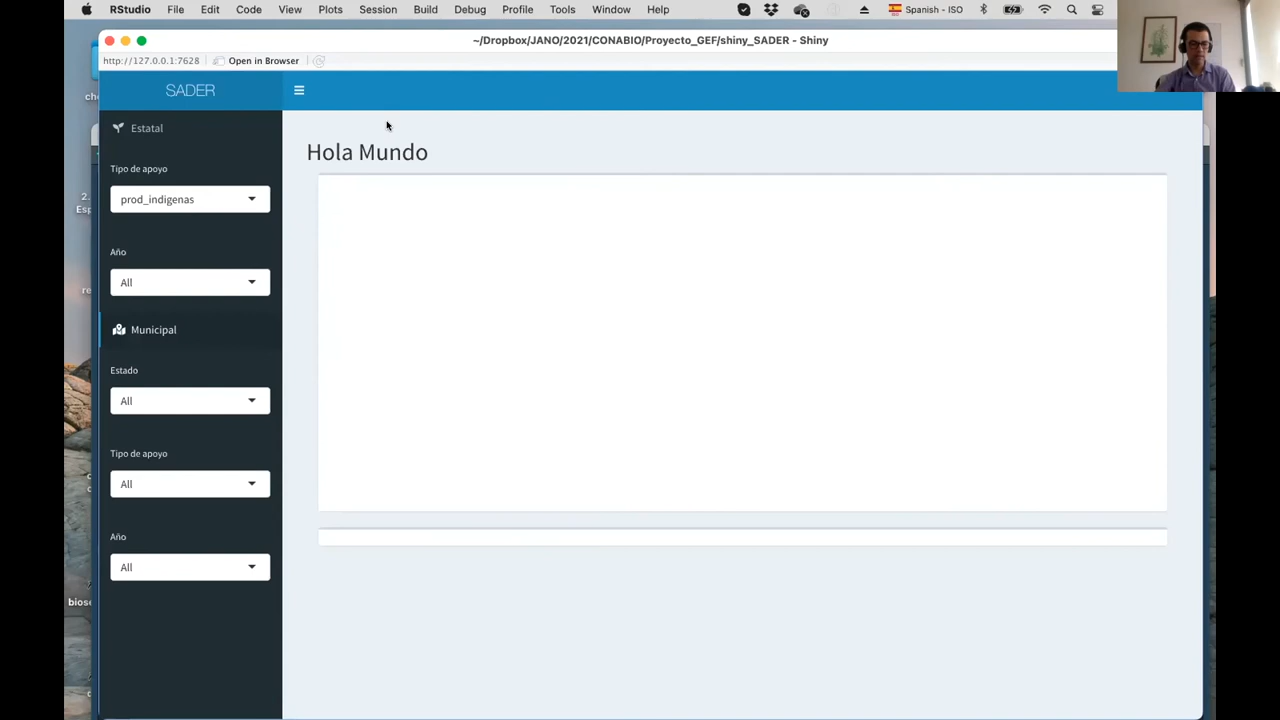 RStudio File Edit Code View Plots Session Build Debug Profile Tools Window Help Spanish - ISO
~/Dropbox/JANO/2021/CONABIO/Proyecto_GEF/shiny_SADER - Shiny
http://127.0.0.1:7628 Open in Browser
SADER
Estatal
Hola Mundo
Tipo de apoyo
prod_indigenas
Año
All
Municipal
Estado
All
Tipo de apoyo
All
Año
All